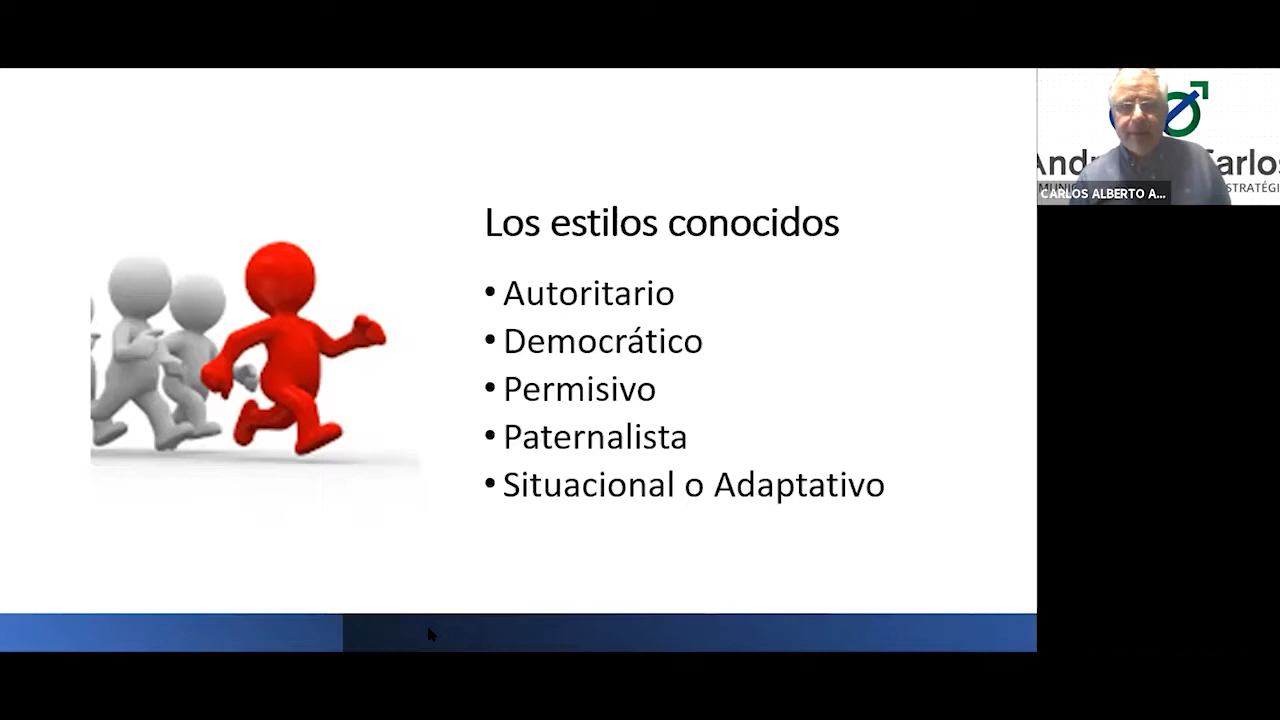 Los estilos conocidos
• Autoritario
• Democrático
• Permisivo
• Paternalista
• Situacional o Adaptativo
CARLOS ALBERTO A...